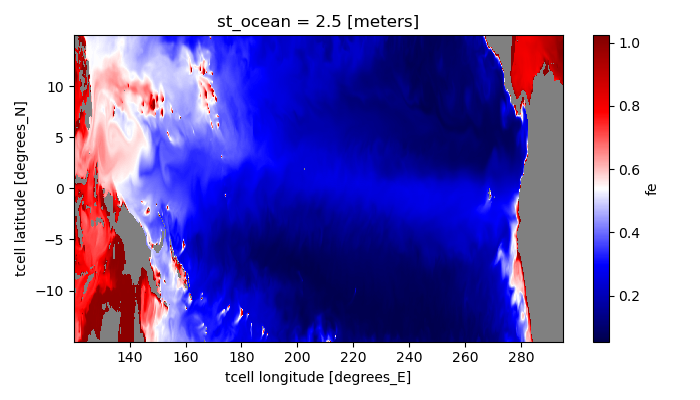 st_ocean = 2.5 [meters]
10
5
0
−5
−10
tcell latitude [degrees_N]
140 160 180 200 220 240 260 280
tcell longitude [degrees_E]
1.0
0.8
0.6
0.4
0.2
fe